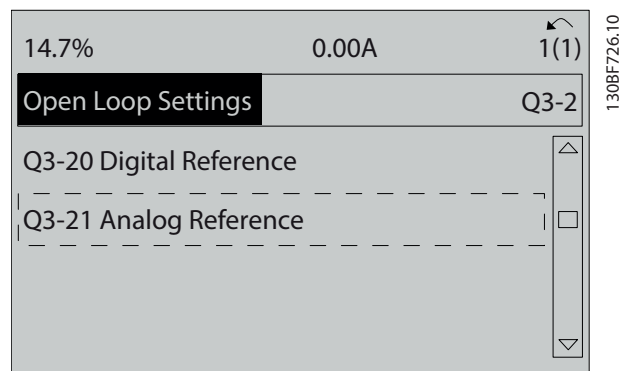 14.7% 0.00A 1(1)
Open Loop Settings Q3-2
Q3-20 Digital Reference
Q3-21 Analog Reference
130BF726.10